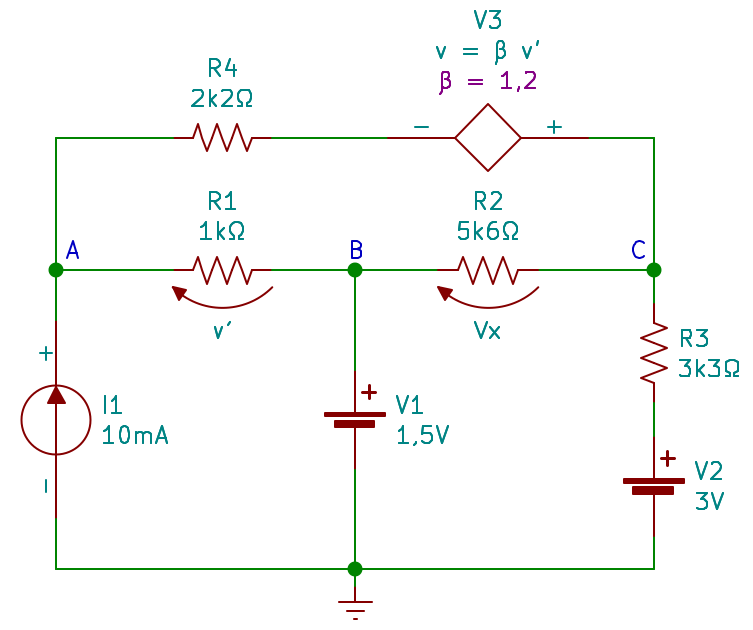 V3
v = β v'
β = 1,2
R4
2k2Ω
− +
R1
1kΩ
R2
5k6Ω
A
B
C
v'
Vx
R3
3k3Ω
+
I1
10mA
−
+
V1
1,5V
+
V2
3V